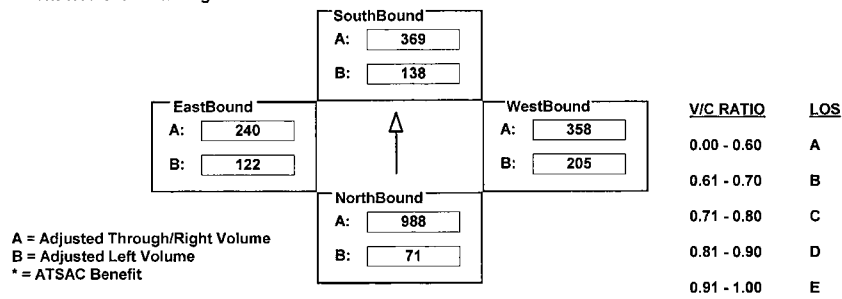 SouthBound
A: 369
B: 138
EastBound
A: 240
B: 122
WestBound
A: 358
B: 205
NorthBound
A: 988
B: 71
A = Adjusted Through/Right Volume
B = Adjusted Left Volume
* = ATSAC Benefit
V/C RATIO LOS
0.00 - 0.60 A
0.61 - 0.70 B
0.71 - 0.80 C
0.81 - 0.90 D
0.91 - 1.00 E